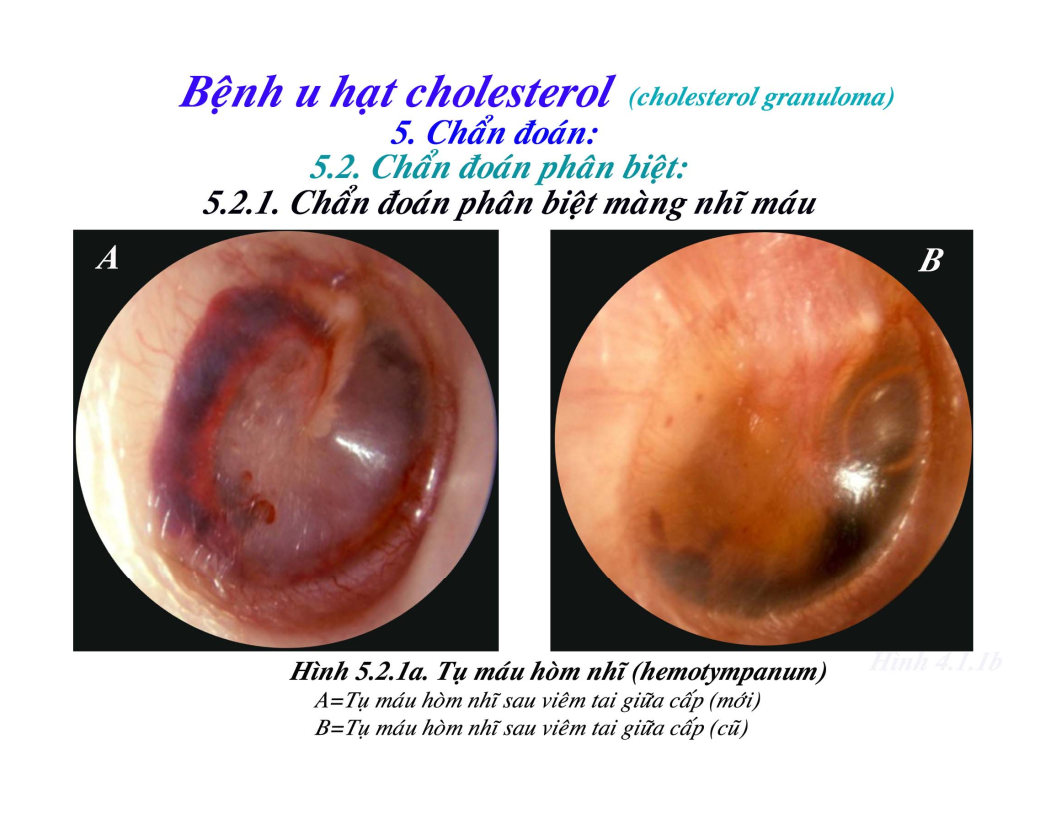 Bệnh u hạt cholesterol (cholesterol granuloma)
5. Chẩn đoán:
5.2. Chẩn đoán phân biệt:
5.2.1. Chẩn đoán phân biệt màng nhĩ máu
A
B
Hình 4.1.1b
Hình 5.2.1a. Tụ máu hòm nhĩ (hemotympanum)
A=Tụ máu hòm nhĩ sau viêm tai giữa cấp (mới)
B=Tụ máu hòm nhĩ sau viêm tai giữa cấp (cũ)